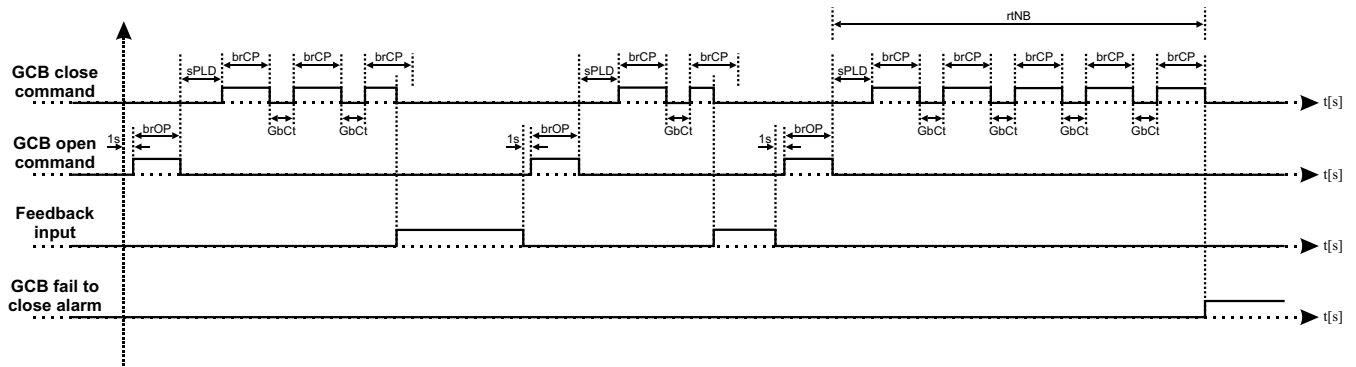 rtNB
sPLD brCP brCP brCP sPLD brCP brCP sPLD brCP brCP brCP brCP brCP
GCB close
command
t[s]
GbCt GbCt GbCt GbCt GbCt GbCt GbCt
1s brOP 1s brOP 1s brOP
GCB open
command
t[s]
Feedback
input
t[s]
GCB fail to
close alarm
t[s]